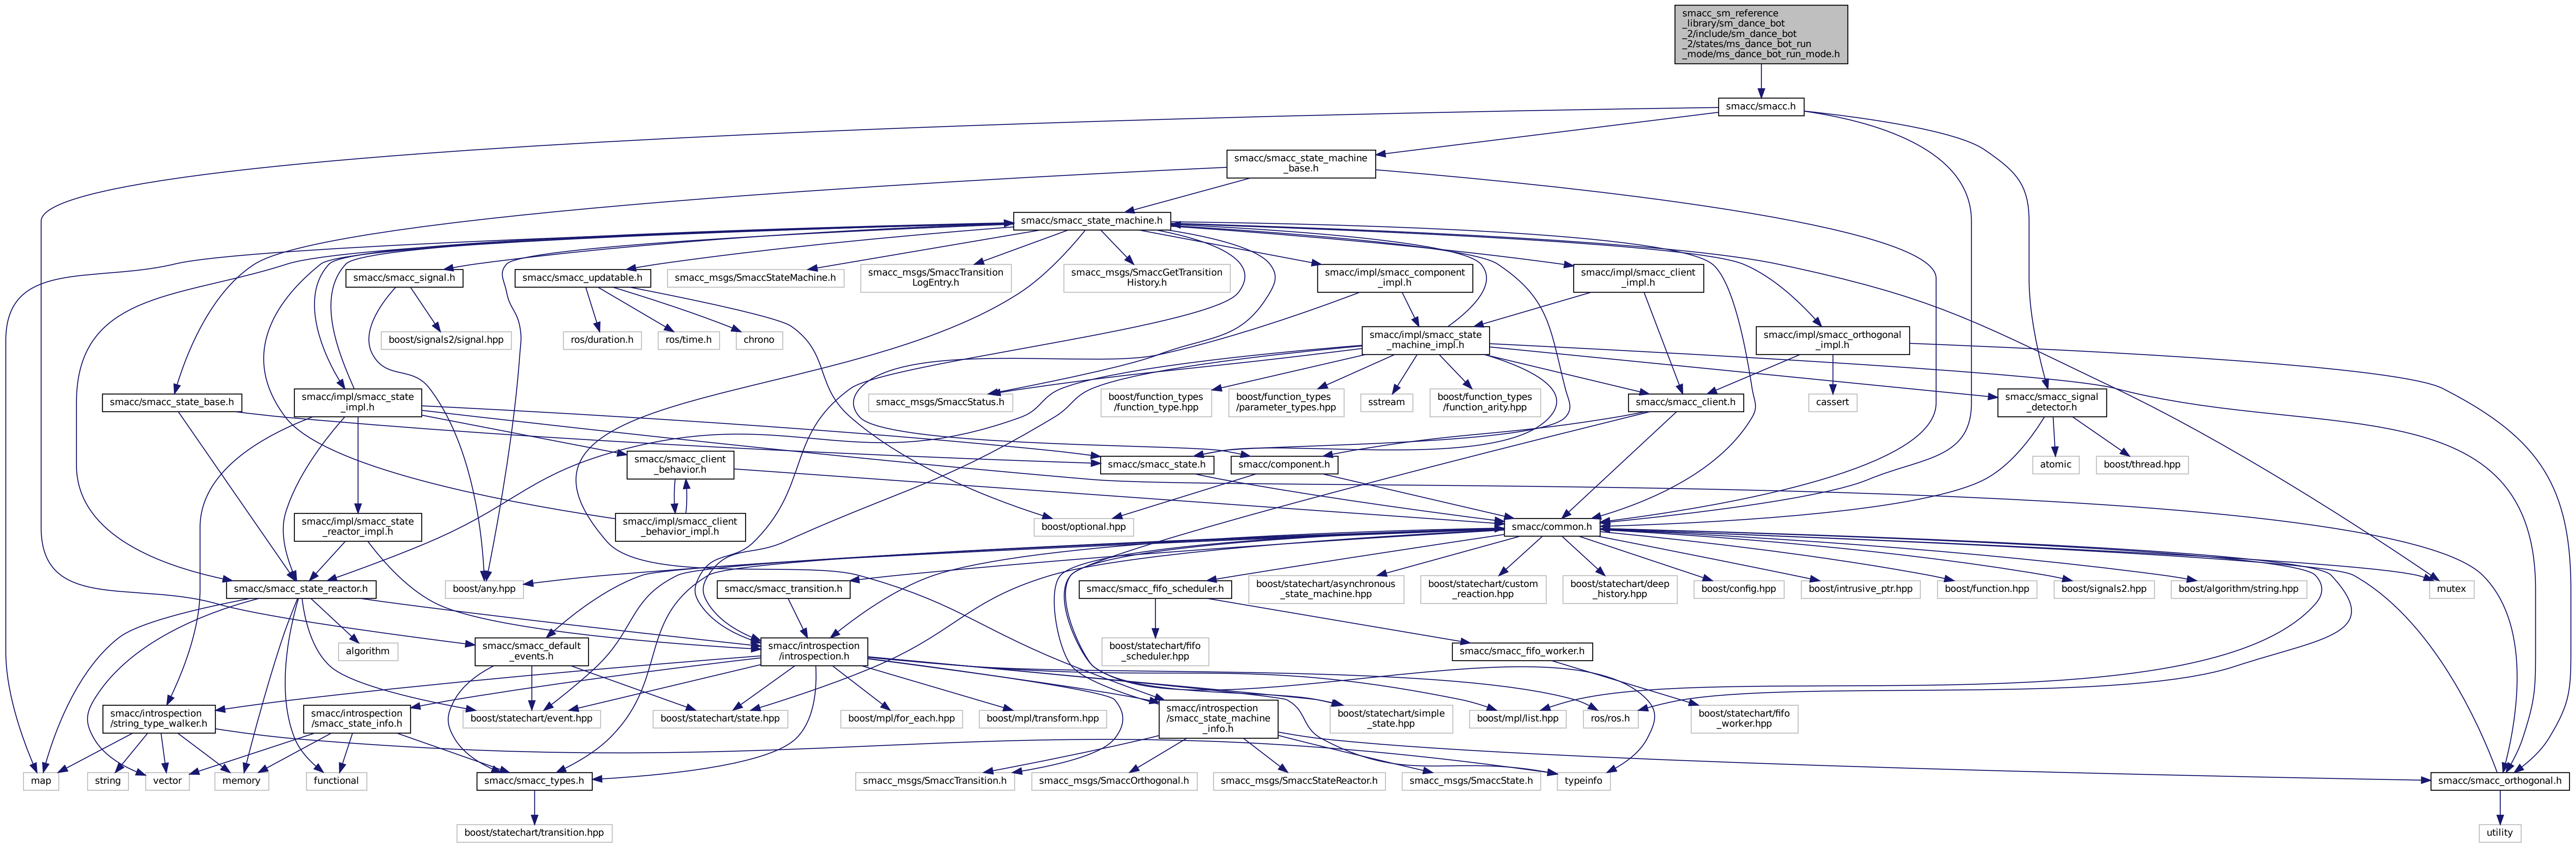 smacc_sm_reference
_library/sm_dance_bot
_2/include/sm_dance_bot
_2/states/ms_dance_bot_run
_mode/ms_dance_bot_run_mode.h
smacc/smacc.h
smacc/smacc_state_machine
_base.h
smacc/smacc_state_machine.h
smacc/smacc_signal.h
smacc/smacc_updatable.h
smacc_msgs/SmaccStateMachine.h
smacc_msgs/SmaccTransition
LogEntry.h
smacc_msgs/SmaccGetTransition
History.h
smacc/impl/smacc_component
_impl.h
smacc/impl/smacc_client
_impl.h
boost/signals2/signal.hpp
ros/duration.h
ros/time.h
chrono
smacc/impl/smacc_state
_machine_impl.h
smacc/impl/smacc_orthogonal
_impl.h
smacc/smacc_state_base.h
smacc/impl/smacc_state
_impl.h
smacc_msgs/SmaccStatus.h
boost/function_types
/function_type.hpp
boost/function_types
/parameter_types.hpp
sstream
boost/function_types
/function_arity.hpp
smacc/smacc_client.h
cassert
smacc/smacc_signal
_detector.h
smacc/smacc_client
_behavior.h
smacc/smacc_state.h
smacc/component.h
atomic
boost/thread.hpp
smacc/impl/smacc_state
_reactor_impl.h
smacc/impl/smacc_client
_behavior_impl.h
boost/optional.hpp
smacc/common.h
smacc/smacc_state_reactor.h
boost/any.hpp
smacc/smacc_transition.h
smacc/smacc_fifo_scheduler.h
boost/statechart/asynchronous
_state_machine.hpp
boost/statechart/custom
_reaction.hpp
boost/statechart/deep
_history.hpp
boost/config.hpp
boost/intrusive_ptr.hpp
boost/function.hpp
boost/signals2.hpp
boost/algorithm/string.hpp
mutex
algorithm
smacc/smacc_default
_events.h
smacc/introspection
/introspection.h
boost/statechart/fifo
_scheduler.hpp
smacc/smacc_fifo_worker.h
smacc/introspection
/string_type_walker.h
smacc/introspection
/smacc_state_info.h
boost/statechart/event.hpp
boost/statechart/state.hpp
boost/mpl/for_each.hpp
boost/mpl/transform.hpp
smacc/introspection
/smacc_state_machine
_info.h
boost/statechart/simple
_state.hpp
boost/mpl/list.hpp
ros/ros.h
boost/statechart/fifo
_worker.hpp
map
string
vector
memory
functional
smacc/smacc_types.h
smacc_msgs/SmaccTransition.h
smacc_msgs/SmaccOrthogonal.h
smacc_msgs/SmaccStateReactor.h
smacc_msgs/SmaccState.h
typeinfo
smacc/smacc_orthogonal.h
boost/statechart/transition.hpp
utility